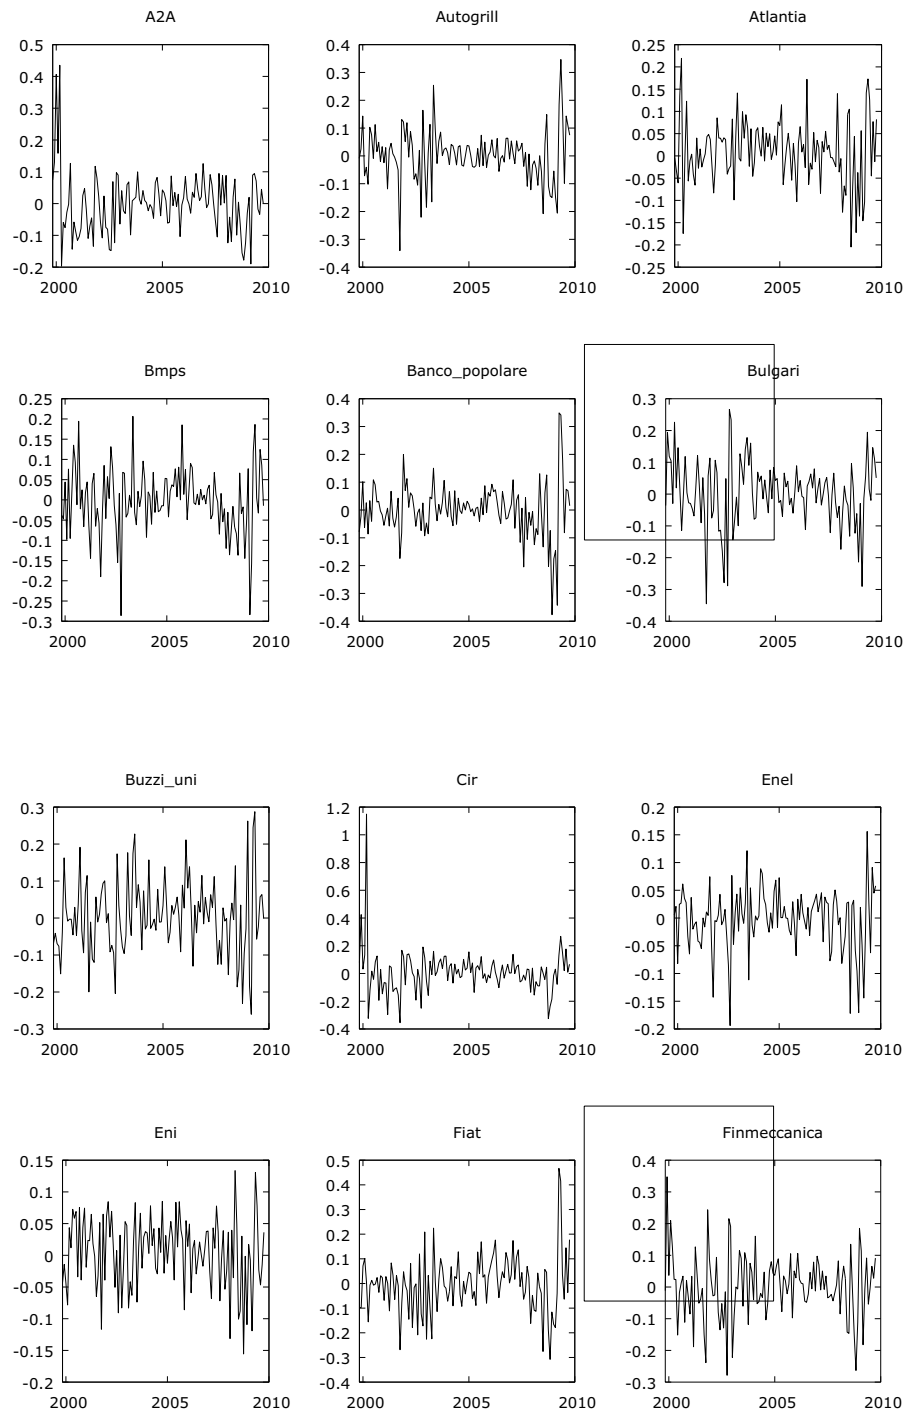 A2A Autogrill Atlantia
0.5 0.4 0.25
0.4 0.3 0.2
0.3 0.2 0.15
0.2 0.1 0.1
0.1 0 0.05
0 -0.1 0
-0.1 -0.2 -0.05
-0.2 -0.3 -0.1
-0.4 -0.15
-0.2
-0.25
2000 2005 2010 2000 2005 2010 2000 2005 2010
Bmps Banco_popolare Bulgari
0.25 0.4 0.3
0.2 0.3 0.2
0.15 0.2 0.1
0.1 0.1 0
0.05 0 -0.1
0 -0.1 -0.2
-0.05 -0.2 -0.3
-0.1 -0.3 -0.4
-0.15 -0.4
-0.2
-0.25
-0.3
2000 2005 2010 2000 2005 2010 2000 2005 2010
Buzzi_uni Cir Enel
0.3 1.2 0.2
0.2 1 0.15
0.1 0.8 0.1
0 0.6 0.05
-0.1 0.4 0
-0.2 0.2 -0.05
-0.3 0 -0.1
-0.2 -0.15
-0.4 -0.2
2000 2005 2010 2000 2005 2010 2000 2005 2010
Eni Fiat Finmeccanica
0.15 0.5 0.4
0.1 0.4 0.3
0.05 0.3 0.2
0 0.2 0.1
-0.05 0.1 0
-0.1 0 -0.1
-0.15 -0.1 -0.2
-0.2 -0.2 -0.3
-0.3
-0.4
2000 2005 2010 2000 2005 2010 2000 2005 2010